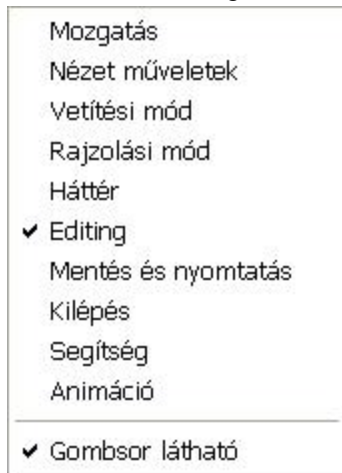 Mozgatás
Nézet műveletek
Vetítési mód
Rajzolási mód
Háttér
Editing
Mentés és nyomtatás
Kilépés
Segítség
Animáció
Gombsor látható